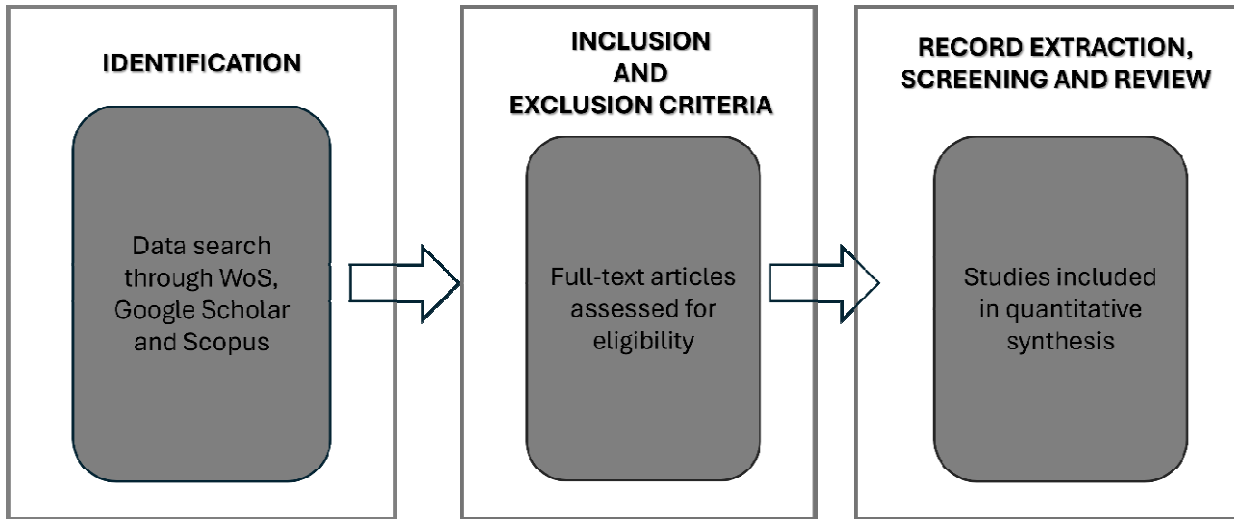 IDENTIFICATION
Data search
through WoS,
Google Scholar
and Scopus
INCLUSION
AND
EXCLUSION CRITERIA
Full-text articles
assessed for
eligibility
RECORD EXTRACTION,
SCREENING AND REVIEW
Studies included
in quantitative
synthesis